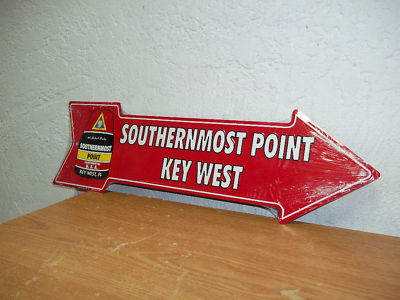 SOUTHERNMOST
POINT
KEY WEST, FL
SOUTHERNMOST POINT
KEY WEST